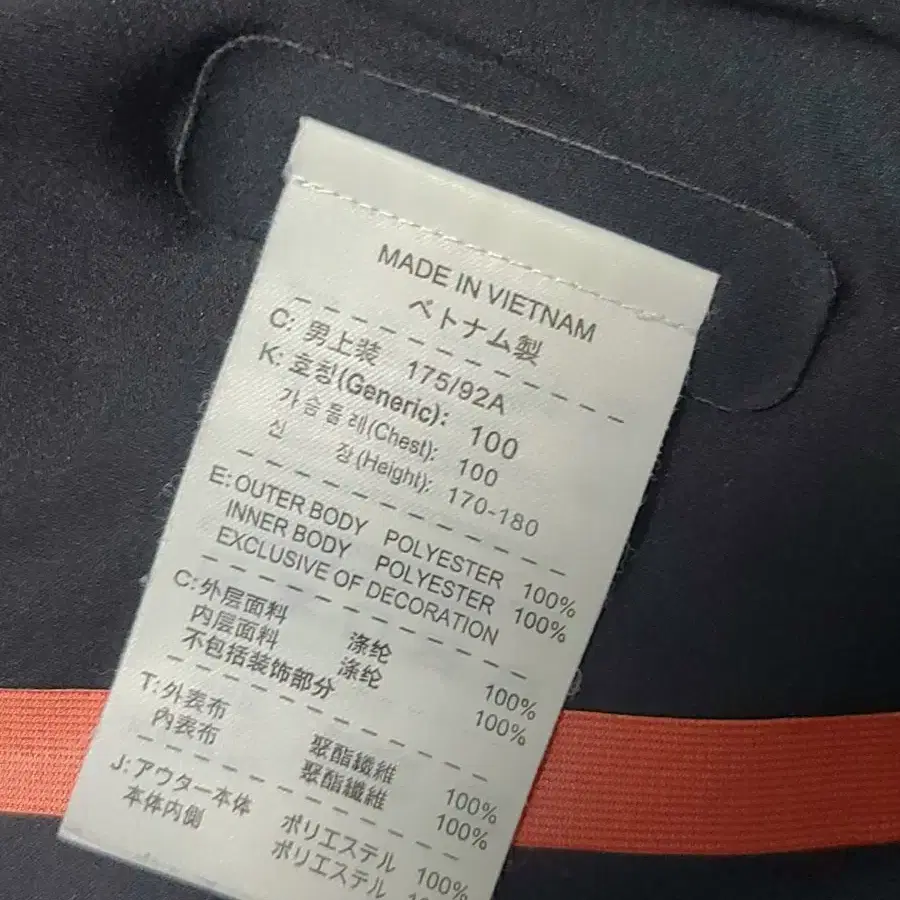 MADE IN VIETNAM
ベトナム製
C: 男上装 175/92A
K: 호칭(Generic): 100
가슴둘레(Chest): 100
신 장(Height): 170-180
E: OUTER BODY POLYESTER 100%
INNER BODY POLYESTER 100%
EXCLUSIVE OF DECORATION
C: 外层面料 涤纶 100%
内层面料 涤纶 100%
不包括装饰部分
T: 外表布 聚酯纖維 100%
內表布 聚酯纖維 100%
J: アウター本体 ポリエステル 100%
本体内側 ポリエステル